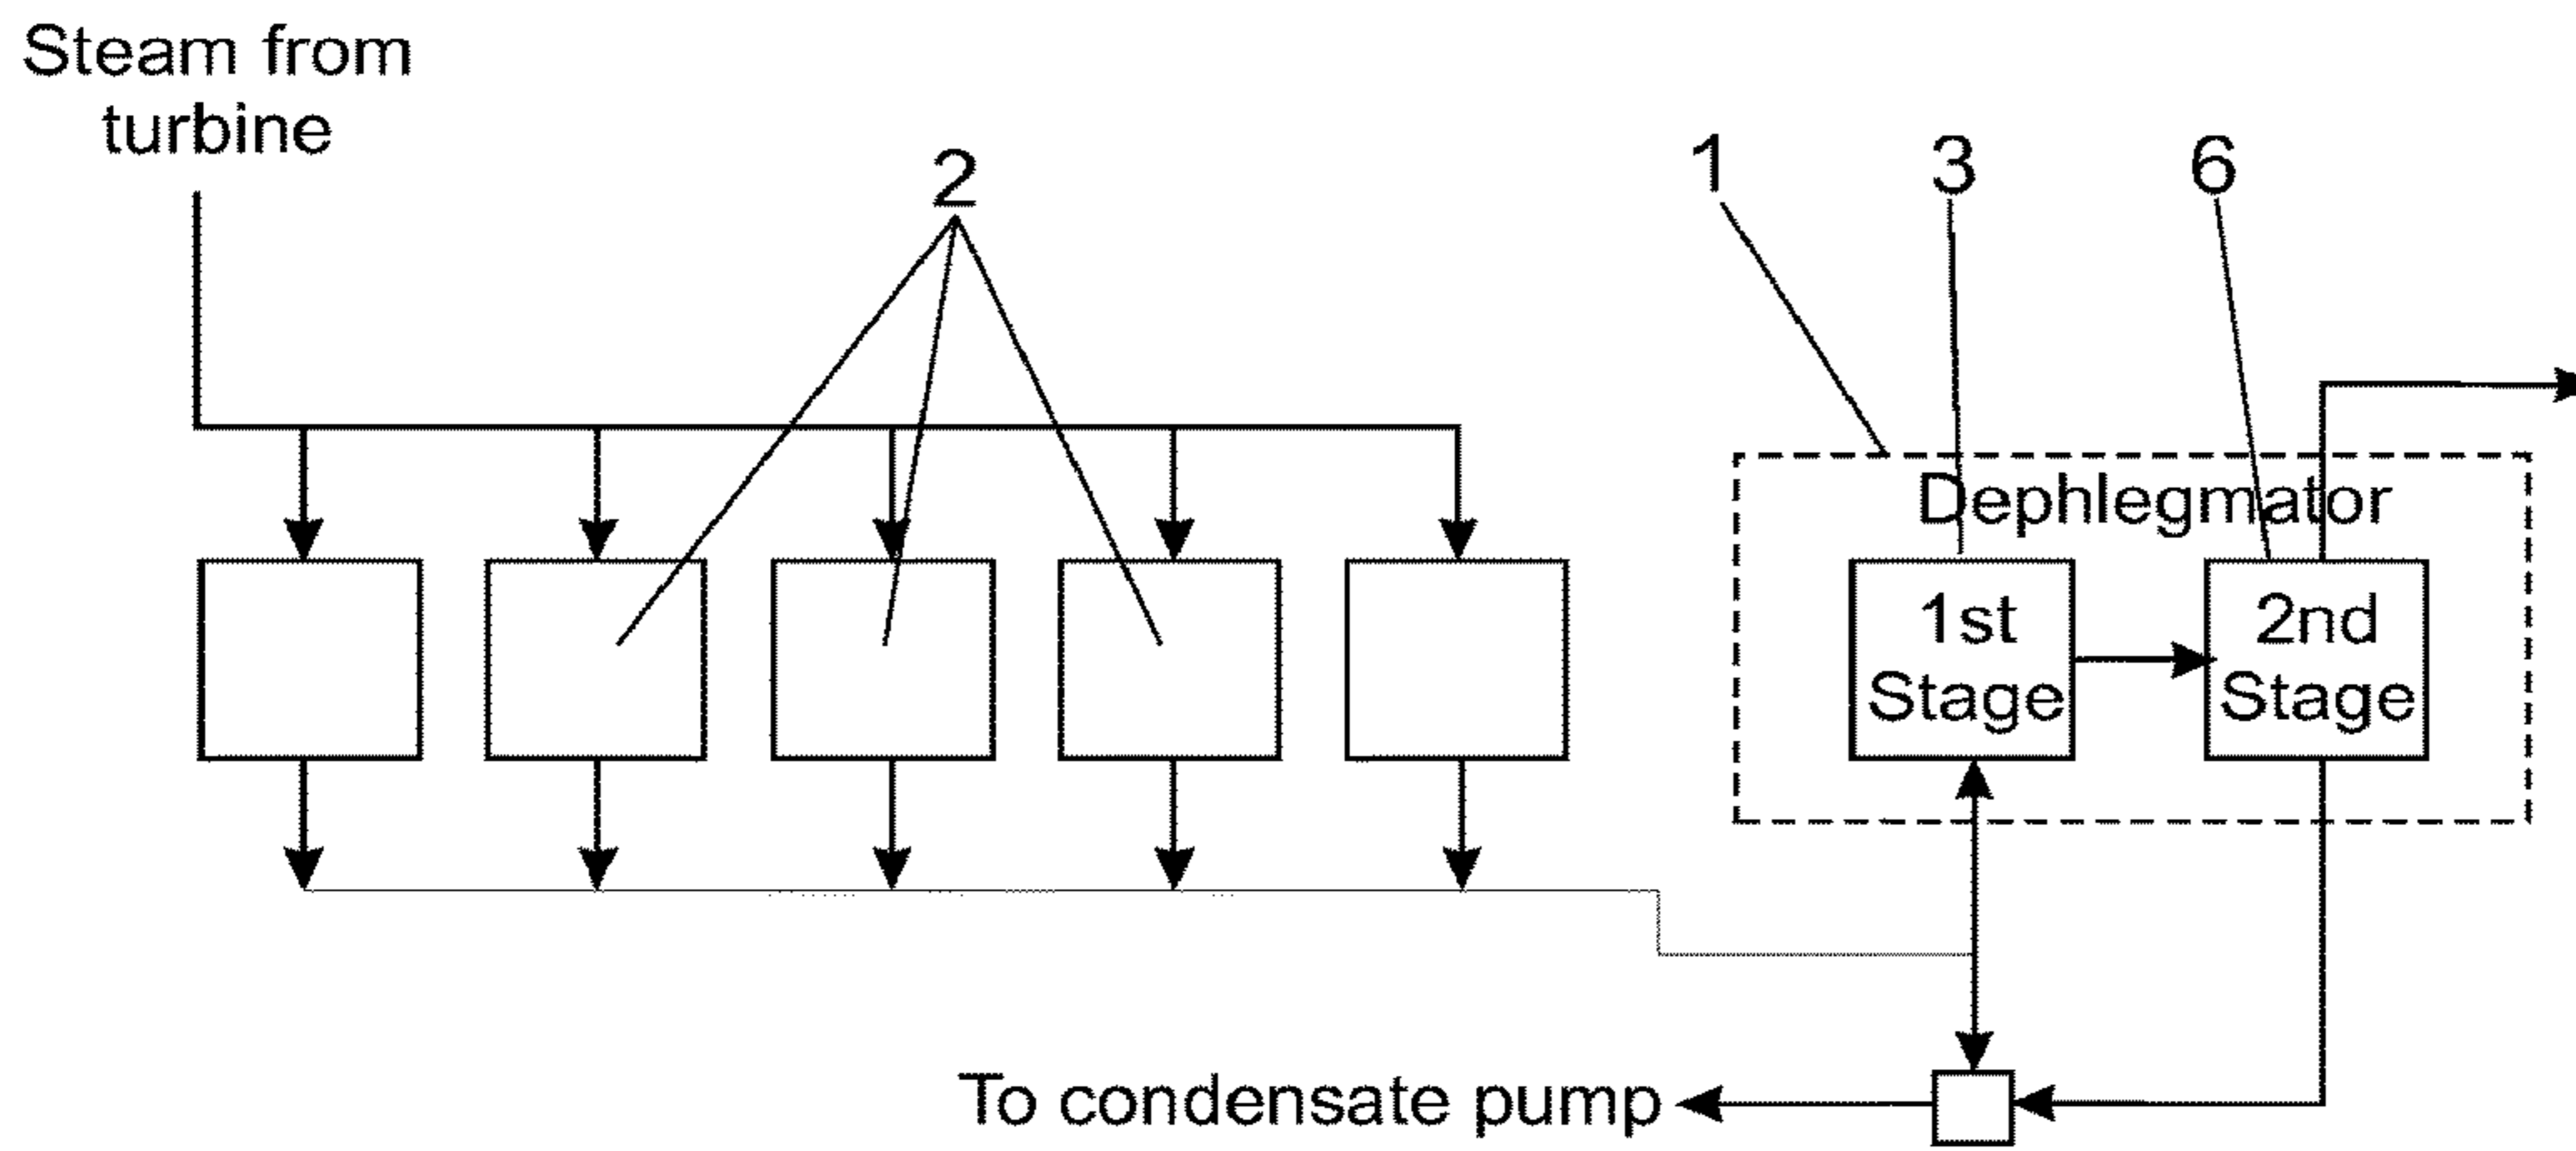 Steam from
turbine
2
1
3
6
Dephlegmator
1st
Stage
2nd
Stage
To condensate pump